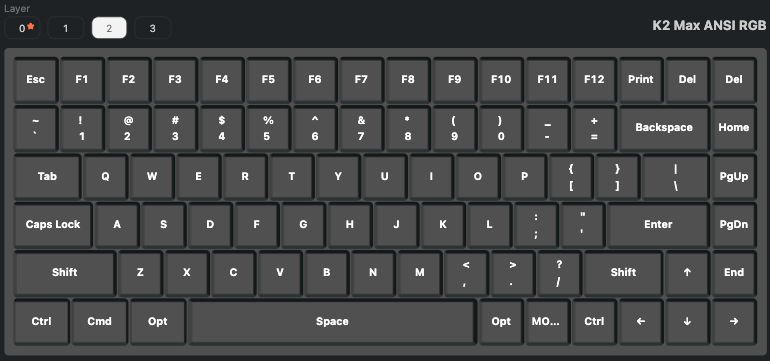 Layer
0 1 2 3
K2 Max ANSI RGB
Esc F1 F2 F3 F4 F5 F6 F7 F8 F9 F10 F11 F12 Print Del Del
~ ! @ # $ % ^ & * ( ) _ +
` 1 2 3 4 5 6 7 8 9 0 - = Backspace Home
Tab Q W E R T Y U I O P { } | PgUp
[ ] \
Caps Lock A S D F G H J K L : " Enter PgDn
; '
Shift Z X C V B N M < > ? Shift ↑ End
, . /
Ctrl Cmd Opt Space Opt MO... Ctrl ← ↓ →